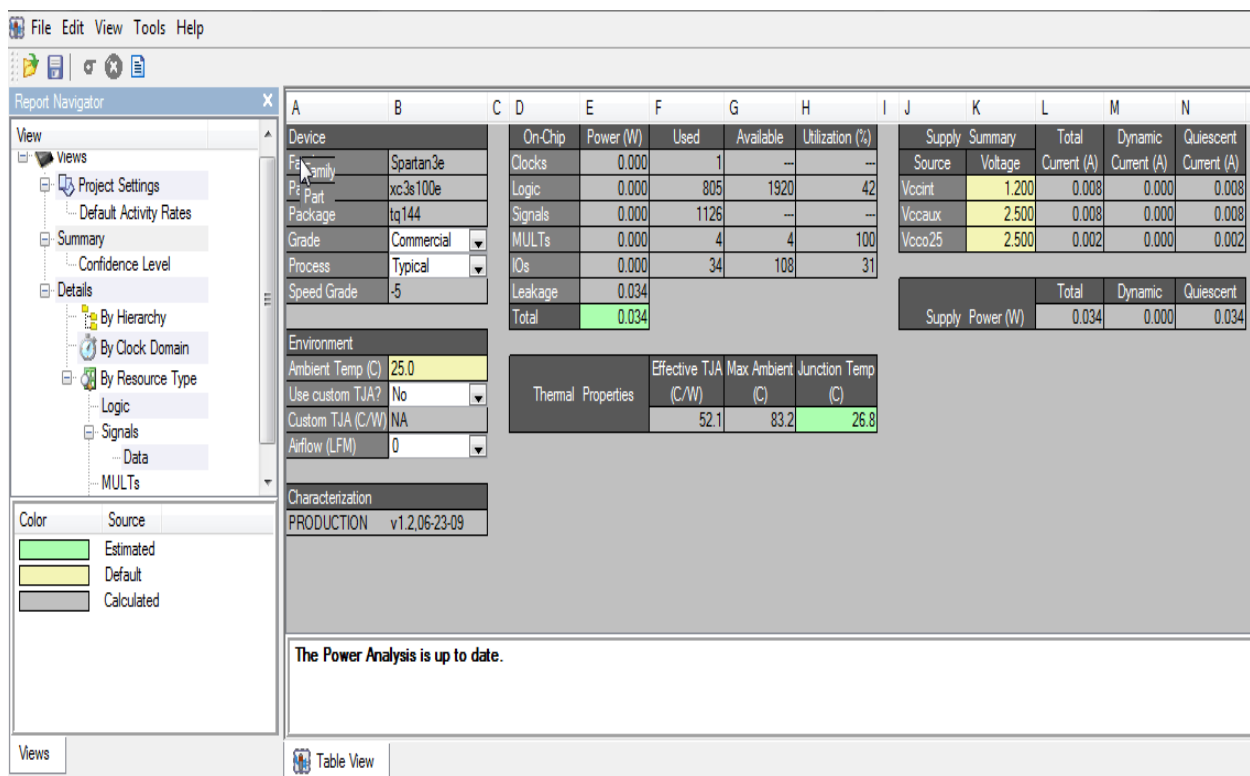 File Edit View Tools Help
Report Navigator
View
Views
Project Settings
Default Activity Rates
Summary
Confidence Level
Details
By Hierarchy
By Clock Domain
By Resource Type
Logic
Signals
Data
MULTs
Color Source
Estimated
Default
Calculated
Views
A B C D E F G H I J K L M N
Device
Family Spartan3e
Part xc3s100e
Package tq144
Grade Commercial
Process Typical
Speed Grade -5
Environment
Ambient Temp (C) 25.0
Use custom TJA? No
Custom TJA (C/W) NA
Airflow (LFM) 0
Characterization
PRODUCTION v1.2,06-23-09
On-Chip Power (W) Used Available Utilization (%)
Clocks 0.000 1 --- ---
Logic 0.000 805 1920 42
Signals 0.000 1126 --- ---
MULTs 0.000 4 4 100
IOs 0.000 34 108 31
Leakage 0.034
Total 0.034
Effective TJA Max Ambient Junction Temp
Thermal Properties (C/W) (C) (C)
52.1 83.2 26.8
Supply Summary Total Dynamic Quiescent
Source Voltage Current (A) Current (A) Current (A)
Vccint 1.200 0.008 0.000 0.008
Vccaux 2.500 0.008 0.000 0.008
Vcco25 2.500 0.002 0.000 0.002
Total Dynamic Quiescent
Supply Power (W) 0.034 0.000 0.034
The Power Analysis is up to date.
Table View